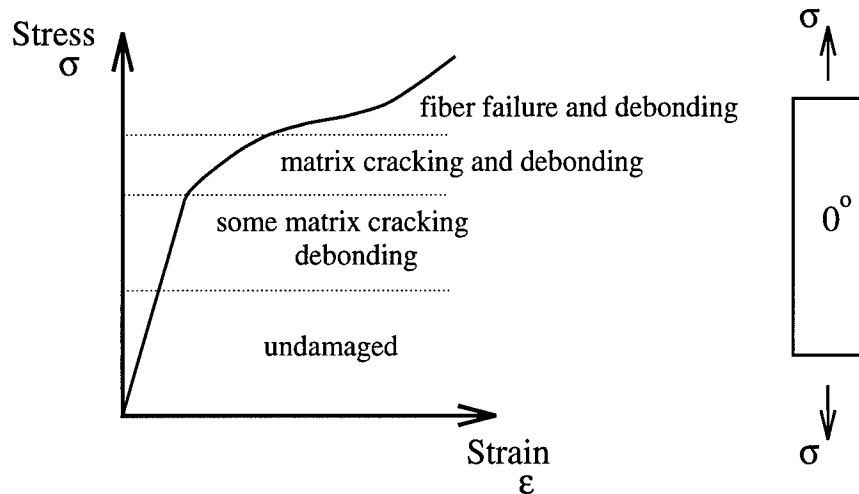 Stress
σ
fiber failure and debonding
matrix cracking and debonding
some matrix cracking
debonding
undamaged
Strain
ε
σ
0°
σ